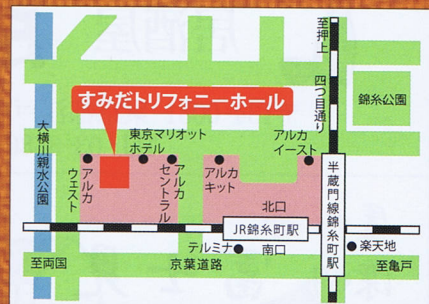 至押上
四つ目通り
錦糸公園
すみだトリフォニーホール
大横川親水公園
東京マリオット
ホテル
アルカ
イースト
アルカ
ウェスト
アルカ
セントラル
アルカ
キット
北口
半蔵門線錦糸町駅
JR錦糸町駅
テルミナ
南口
楽天地
至両国
京葉道路
至亀戸